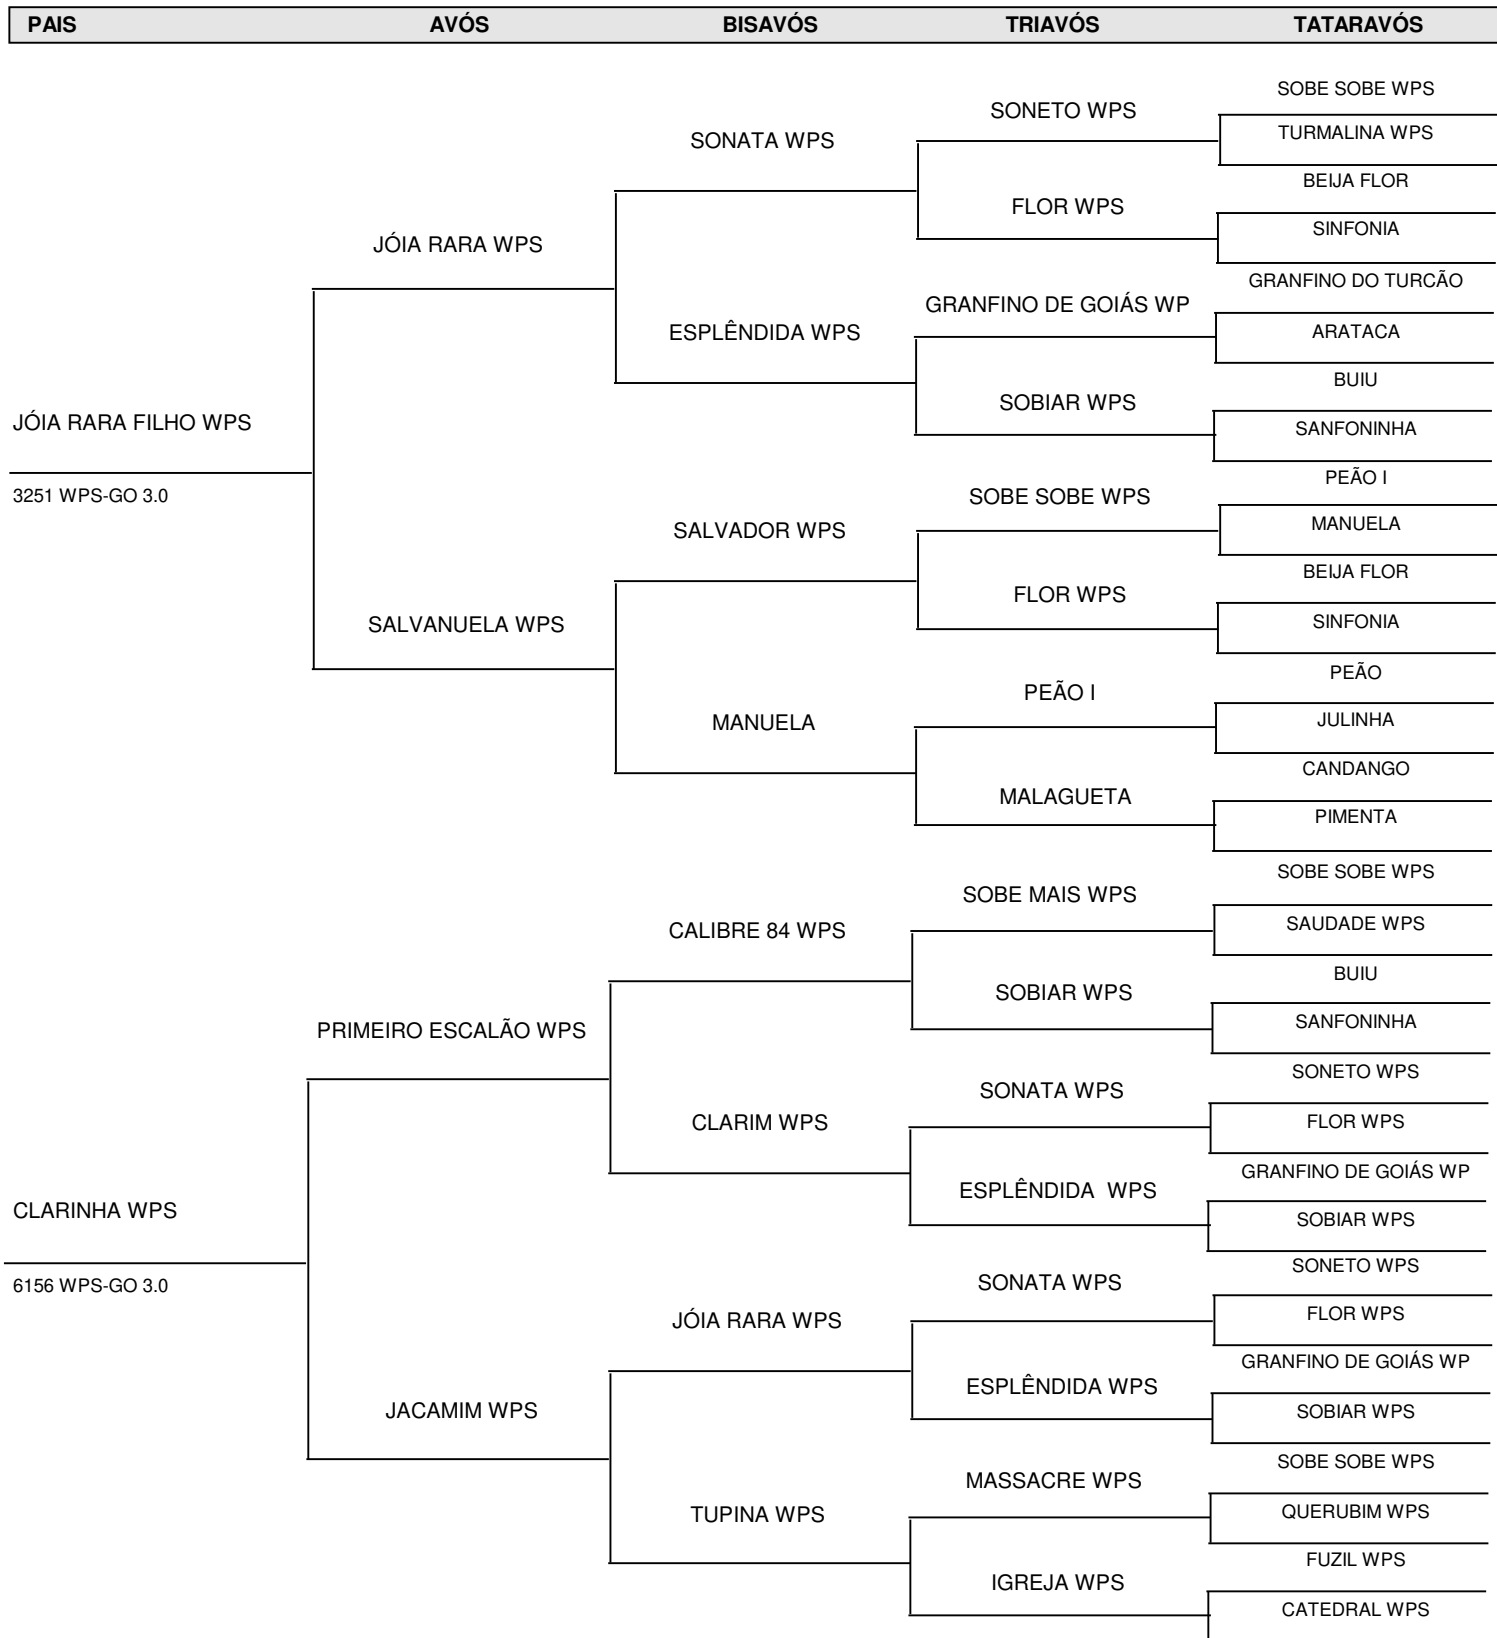 PAIS AVÓS BISAVÓS TRIAVÓS TATARAVÓS
SOBE SOBE WPS
SONETO WPS
TURMALINA WPS
SONATA WPS
BEIJA FLOR
FLOR WPS
SINFONIA
JÓIA RARA WPS
GRANFINO DO TURCÃO
GRANFINO DE GOIÁS WP
ARATACA
ESPLÊNDIDA WPS
BUIU
SOBIAR WPS
JÓIA RARA FILHO WPS
SANFONINHA
PEÃO I
3251 WPS-GO 3.0
SOBE SOBE WPS
MANUELA
SALVADOR WPS
BEIJA FLOR
FLOR WPS
SINFONIA
SALVANUELA WPS
PEÃO
PEÃO I
JULINHA
MANUELA
CANDANGO
MALAGUETA
PIMENTA
SOBE SOBE WPS
SOBE MAIS WPS
SAUDADE WPS
CALIBRE 84 WPS
BUIU
SOBIAR WPS
SANFONINHA
PRIMEIRO ESCALÃO WPS
SONETO WPS
SONATA WPS
FLOR WPS
CLARIM WPS
GRANFINO DE GOIÁS WP
ESPLÊNDIDA  WPS
CLARINHA WPS
SOBIAR WPS
SONETO WPS
6156 WPS-GO 3.0
SONATA WPS
FLOR WPS
JÓIA RARA WPS
GRANFINO DE GOIÁS WP
ESPLÊNDIDA WPS
JACAMIM WPS
SOBIAR WPS
SOBE SOBE WPS
MASSACRE WPS
QUERUBIM WPS
TUPINA WPS
FUZIL WPS
IGREJA WPS
CATEDRAL WPS